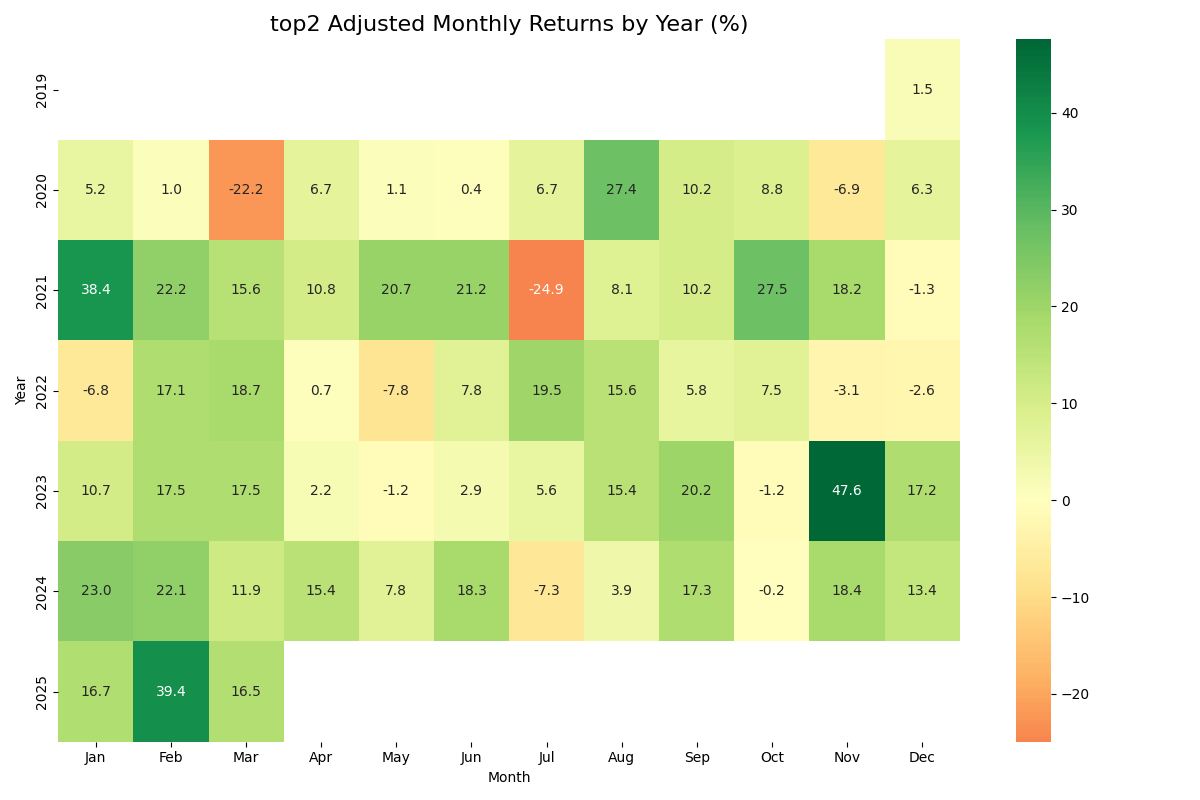 top2 Adjusted Monthly Returns by Year (%)
2019 1.5
2020 5.2 1.0 -22.2 6.7 1.1 0.4 6.7 27.4 10.2 8.8 -6.9 6.3
2021 38.4 22.2 15.6 10.8 20.7 21.2 -24.9 8.1 10.2 27.5 18.2 -1.3
2022 -6.8 17.1 18.7 0.7 -7.8 7.8 19.5 15.6 5.8 7.5 -3.1 -2.6
2023 10.7 17.5 17.5 2.2 -1.2 2.9 5.6 15.4 20.2 -1.2 47.6 17.2
2024 23.0 22.1 11.9 15.4 7.8 18.3 -7.3 3.9 17.3 -0.2 18.4 13.4
2025 16.7 39.4 16.5
Year
Jan Feb Mar Apr May Jun Jul Aug Sep Oct Nov Dec
Month
40
30
20
10
0
−10
−20